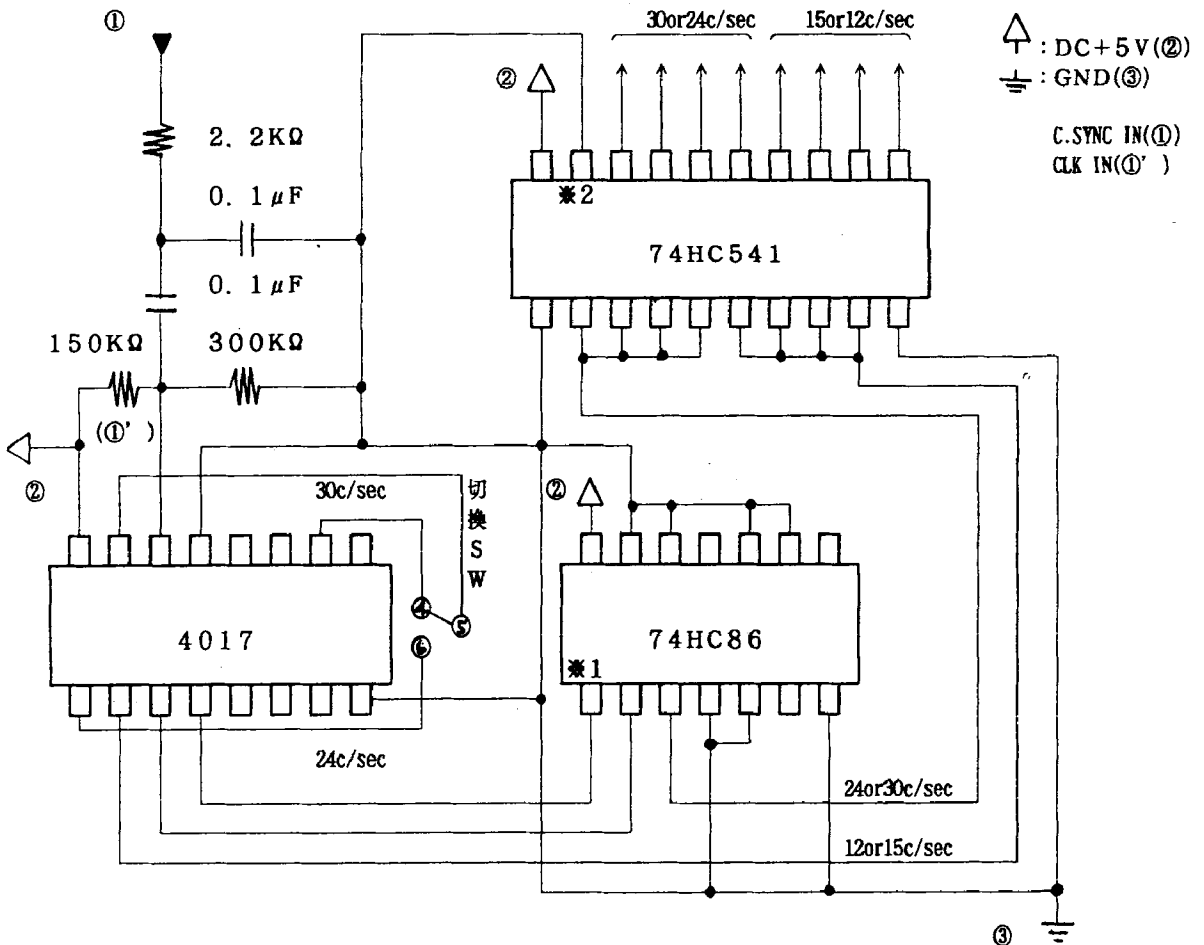 ①
30or24c/sec
15or12c/sec
: DC+5V(②)
: GND(③)
②
2.2KΩ
C.SYNC IN(①)
CLK IN(①')
0.1μF
※2
74HC541
0.1μF
150KΩ
300KΩ
(①')
②
30c/sec
切換SW
②
④
⑤
⑥
4017
74HC86
※1
24c/sec
24or30c/sec
12or15c/sec
③